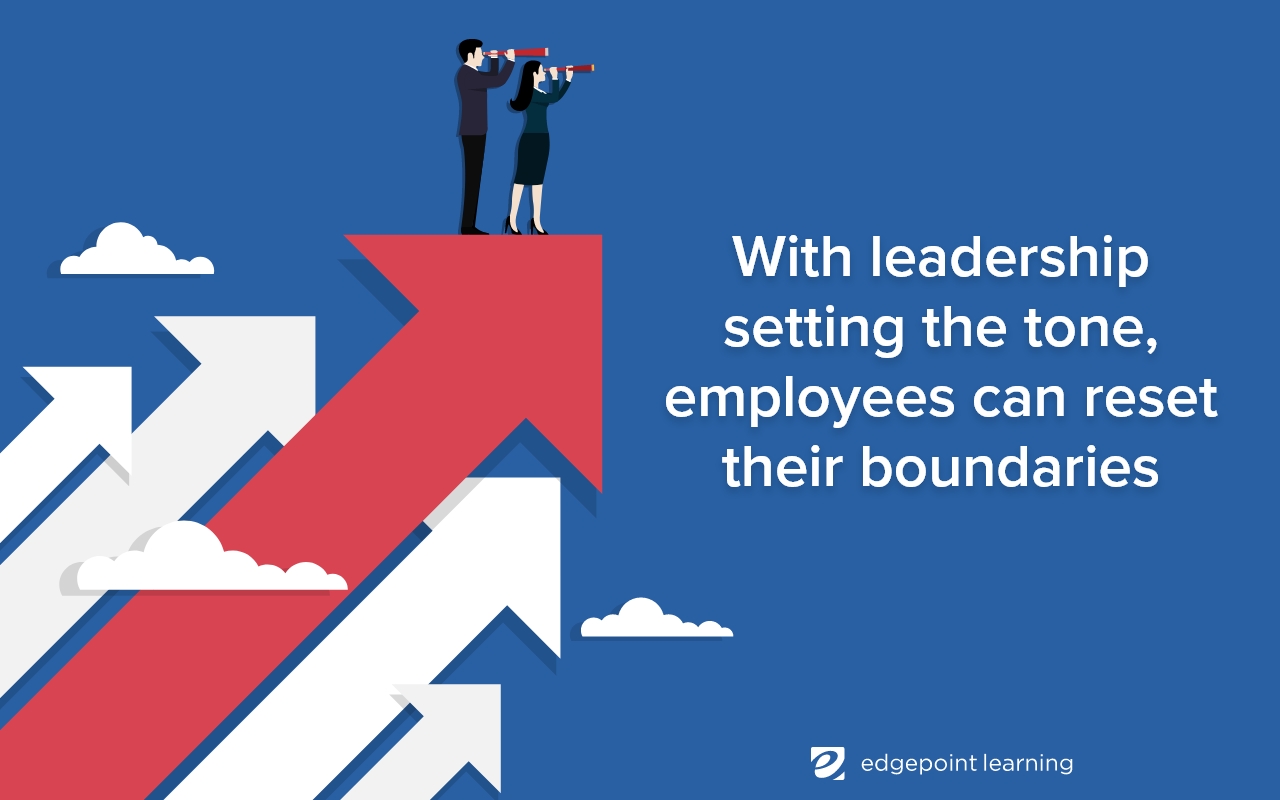 With leadership
setting the tone,
employees can reset
their boundaries
edgepoint learning